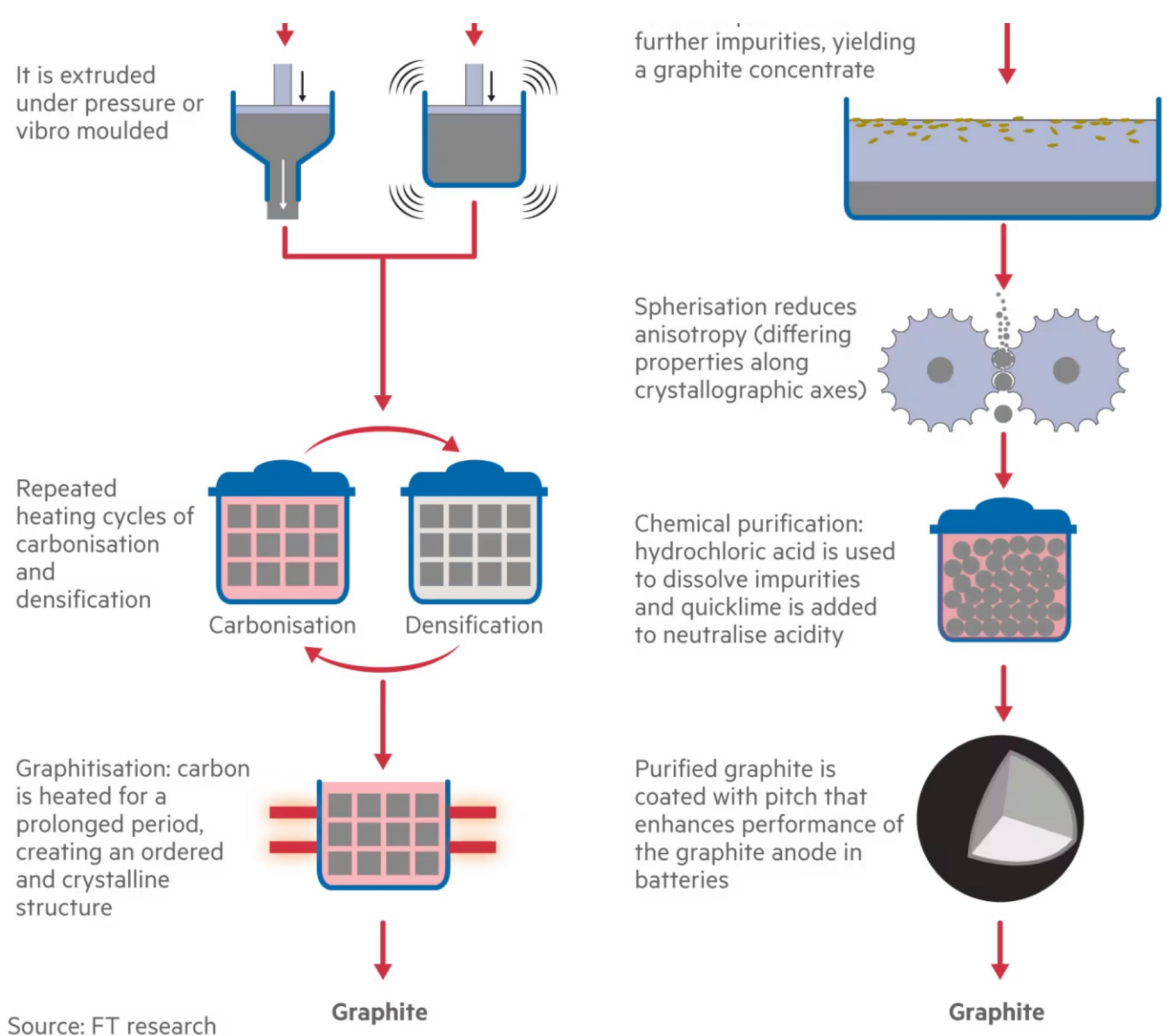 It is extruded
under pressure or
vibro moulded
Repeated
heating cycles of
carbonisation
and
densification
Carbonisation
Densification
Graphitisation: carbon
is heated for a
prolonged period,
creating an ordered
and crystalline
structure
Graphite
Source: FT research
further impurities, yielding
a graphite concentrate
Spherisation reduces
anisotropy (differing
properties along
crystallographic axes)
Chemical purification:
hydrochloric acid is used
to dissolve impurities
and quicklime is added
to neutralise acidity
Purified graphite is
coated with pitch that
enhances performance of
the graphite anode in
batteries
Graphite